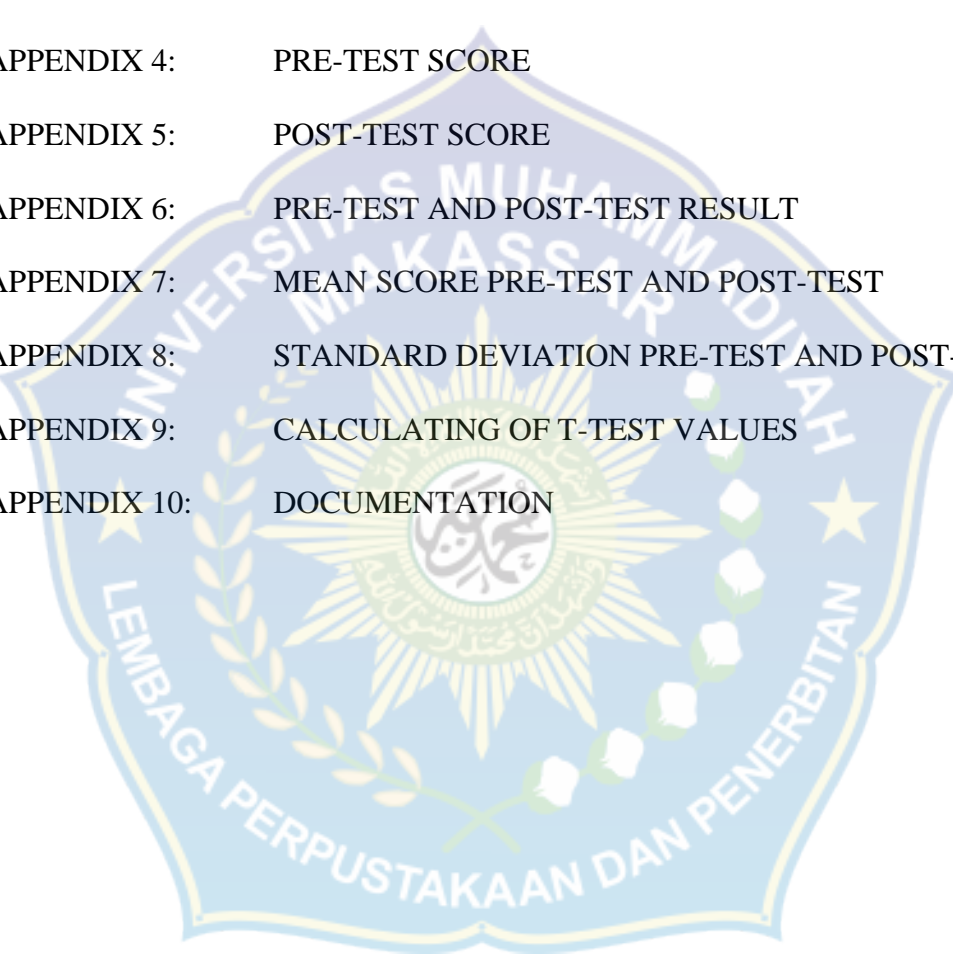 APPENDIX 4: PRE-TEST SCORE
APPENDIX 5: POST-TEST SCORE
APPENDIX 6: PRE-TEST AND POST-TEST RESULT
APPENDIX 7: MEAN SCORE PRE-TEST AND POST-TEST
APPENDIX 8: STANDARD DEVIATION PRE-TEST AND POST-
APPENDIX 9: CALCULATING OF T-TEST VALUES
APPENDIX 10: DOCUMENTATION
UNIVERSITAS MUHAMMADIYAH
MAKASSAR
LEMBAGA PERPUSTAKAAN DAN PENERBITAN